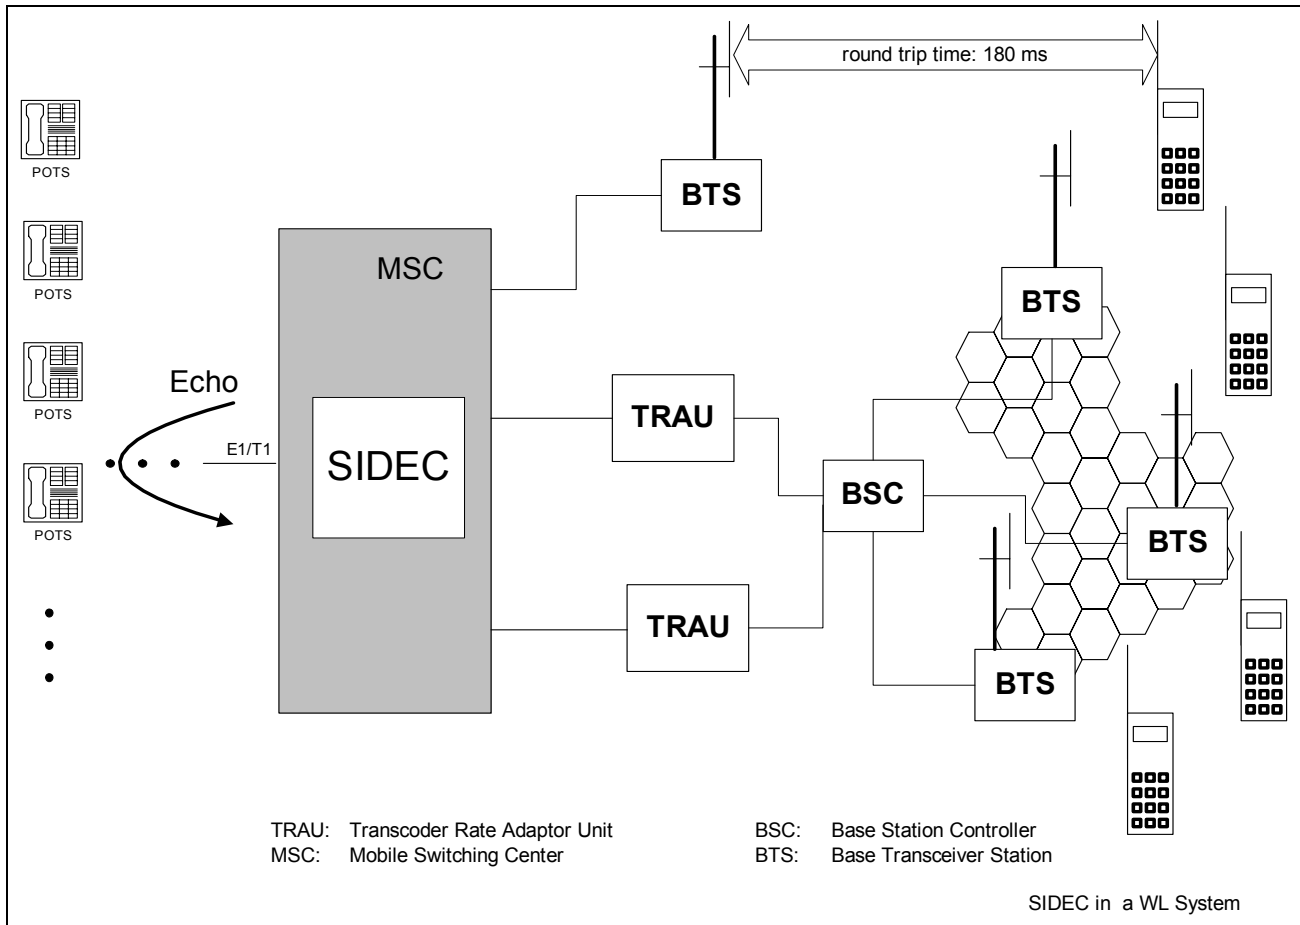 round trip time: 180 ms
POTS
BTS
POTS
MSC
BTS
POTS
Echo
TRAU
E1/T1
SIDEC
BSC
POTS
BTS
TRAU
BTS
TRAU: Transcoder Rate Adaptor Unit
MSC: Mobile Switching Center
BSC: Base Station Controller
BTS: Base Transceiver Station
SIDEC in a WL System